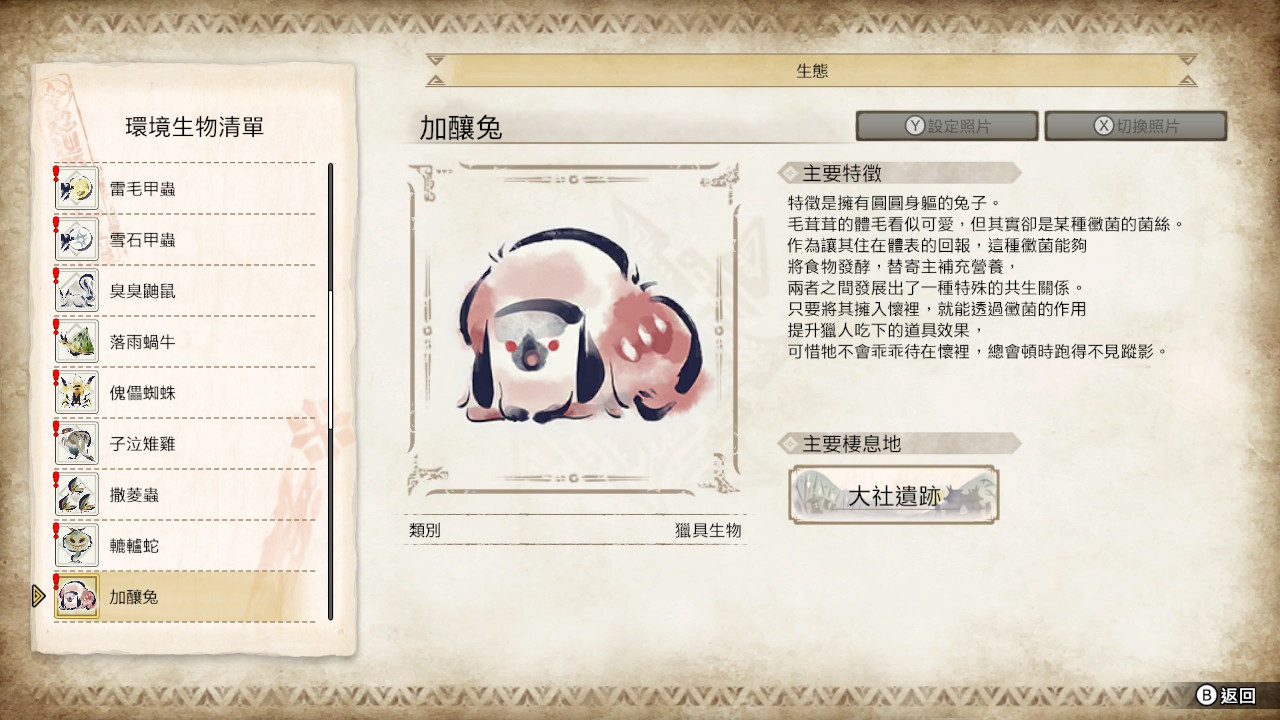 生態
環境生物清單
雷毛甲蟲
雪石甲蟲
臭臭鼬鼠
落雨蝸牛
傀儡蜘蛛
子泣雉雞
撒菱蟲
轆轤蛇
加釀兔
加釀兔
Y設定照片
X切換照片
類別
獵具生物
主要特徵
特徵是擁有圓圓身軀的兔子。
毛茸茸的體毛看似可愛，但其實卻是某種黴菌的菌絲。
作為讓其住在體表的回報，這種黴菌能夠
將食物發酵，替寄主補充營養，
兩者之間發展出了一種特殊的共生關係。
只要將其擁入懷裡，就能透過黴菌的作用
提升獵人吃下的道具效果，
可惜牠不會乖乖待在懷裡，總會頓時跑得不見蹤影。
主要棲息地
大社遺跡
B返回